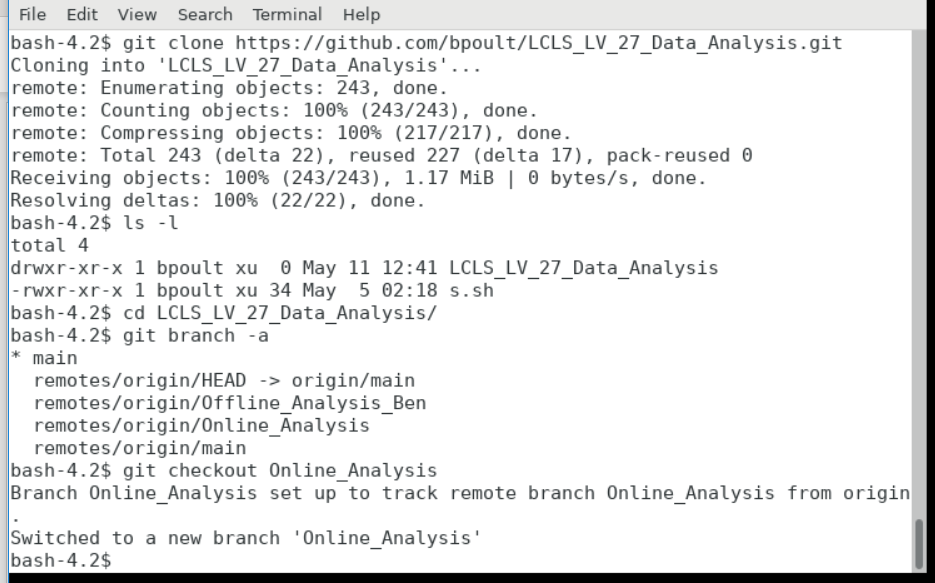 File Edit View Search Terminal Help
bash-4.2$ git clone https://github.com/bpoult/LCLS_LV_27_Data_Analysis.git
Cloning into 'LCLS_LV_27_Data_Analysis'...
remote: Enumerating objects: 243, done.
remote: Counting objects: 100% (243/243), done.
remote: Compressing objects: 100% (217/217), done.
remote: Total 243 (delta 22), reused 227 (delta 17), pack-reused 0
Receiving objects: 100% (243/243), 1.17 MiB | 0 bytes/s, done.
Resolving deltas: 100% (22/22), done.
bash-4.2$ ls -l
total 4
drwxr-xr-x 1 bpoult xu  0 May 11 12:41 LCLS_LV_27_Data_Analysis
-rwxr-xr-x 1 bpoult xu 34 May  5 02:18 s.sh
bash-4.2$ cd LCLS_LV_27_Data_Analysis/
bash-4.2$ git branch -a
* main
  remotes/origin/HEAD -> origin/main
  remotes/origin/Offline_Analysis_Ben
  remotes/origin/Online_Analysis
  remotes/origin/main
bash-4.2$ git checkout Online_Analysis
Branch Online_Analysis set up to track remote branch Online_Analysis from origin
.
Switched to a new branch 'Online_Analysis'
bash-4.2$